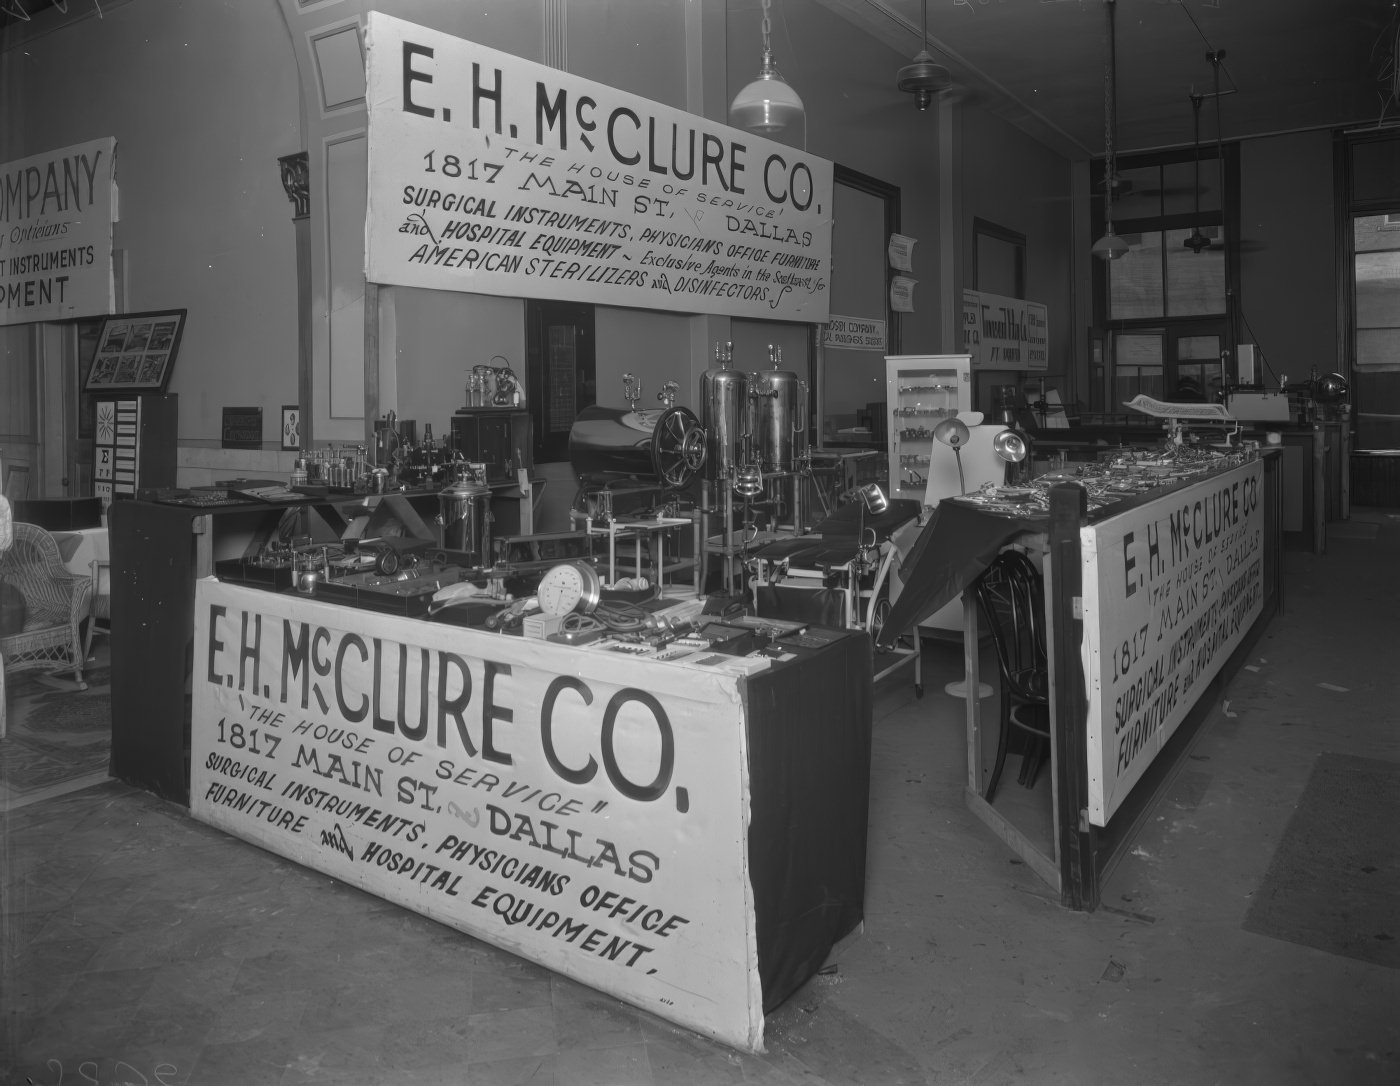 E. H. McCLURE CO.
"THE HOUSE OF SERVICE"
1817 MAIN ST. DALLAS
SURGICAL INSTRUMENTS, PHYSICIANS OFFICE FURNITURE
and HOSPITAL EQUIPMENT ~ Exclusive Agents in the Southwest for
AMERICAN STERILIZERS and DISINFECTORS.
OMPANY
Opticians
T INSTRUMENTS
PMENT
COMPANY
E. H. McCLURE CO.
"THE HOUSE OF SERVICE"
1817 MAIN ST. DALLAS
SURGICAL INSTRUMENTS, PHYSICIANS OFFICE
FURNITURE and HOSPITAL EQUIPMENT,
E. H. McCLURE CO
"THE HOUSE OF SERVICE"
1817 MAIN ST DALLAS
SURGICAL INSTRUMENTS, PHYSICIANS OFFICE
FURNITURE and HOSPITAL EQUIPMENT.